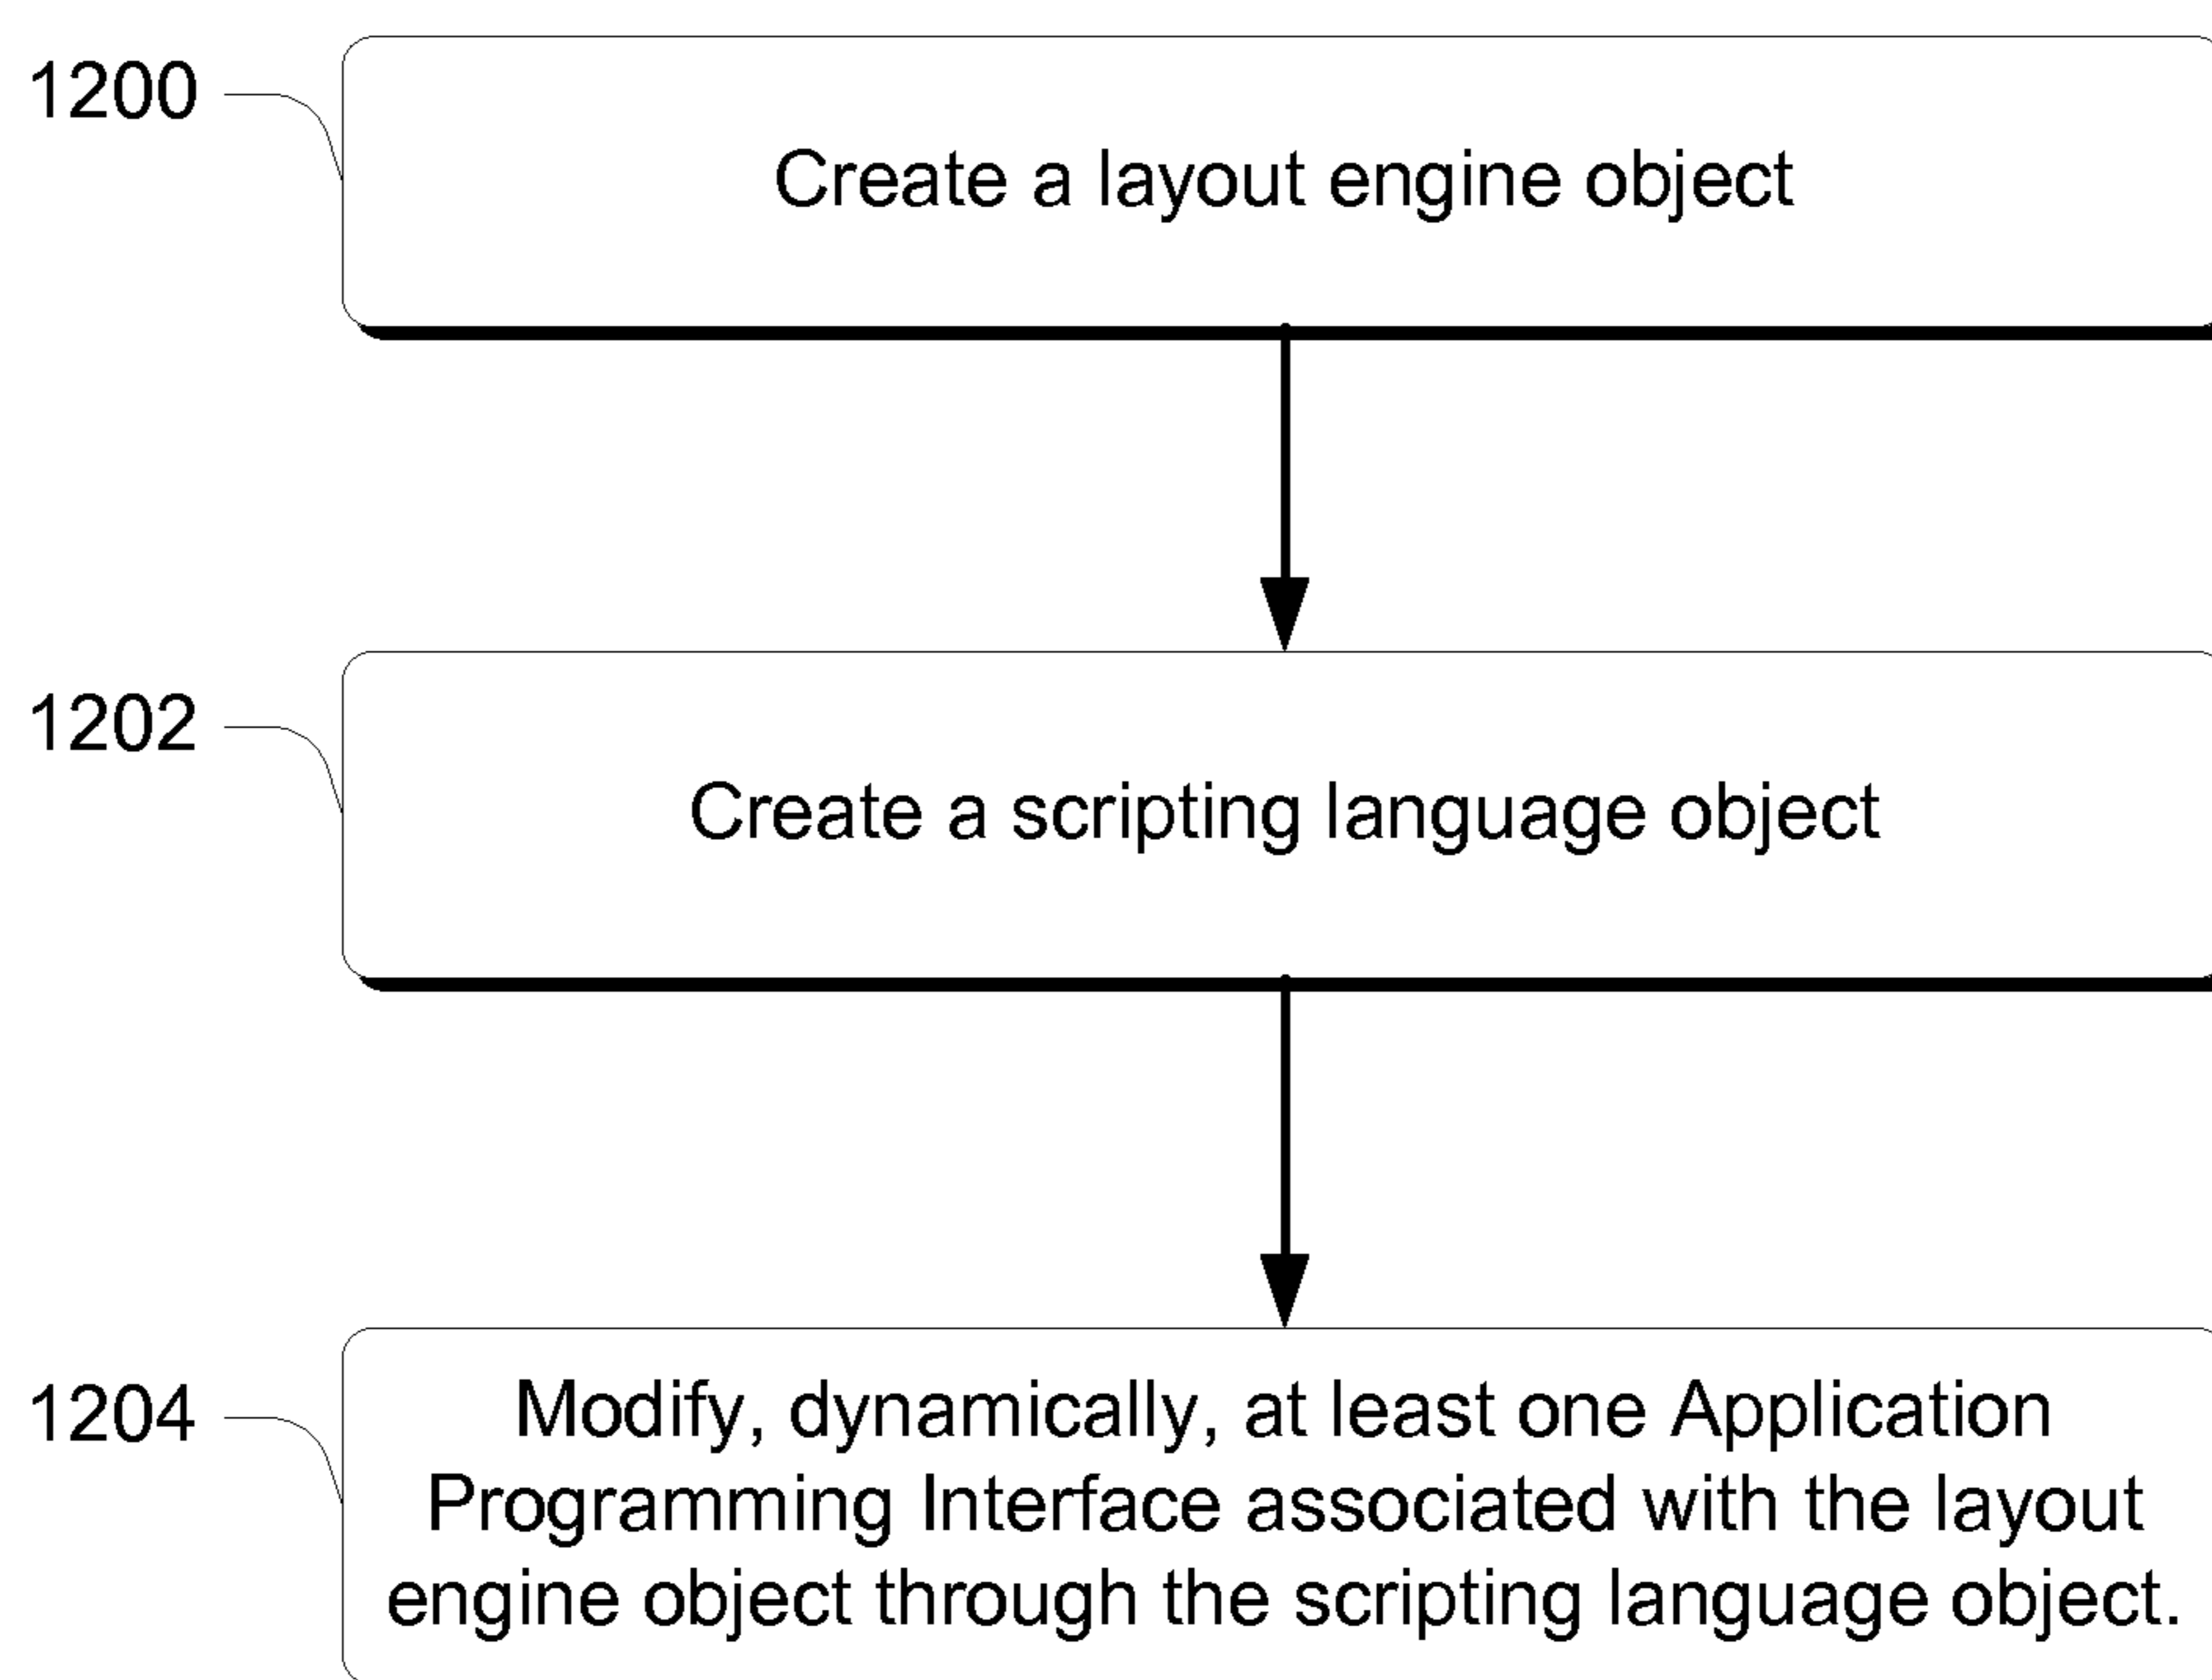 1200
Create a layout engine object
1202
Create a scripting language object
1204
Modify, dynamically, at least one Application
Programming Interface associated with the layout
engine object through the scripting language object.